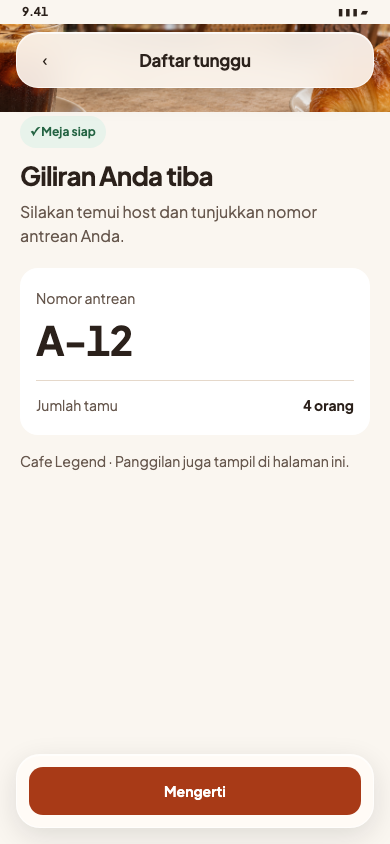 9.41
‹
Daftar tunggu
✓Meja siap
Giliran Anda tiba
Silakan temui host dan tunjukkan nomor
antrean Anda.
Nomor antrean
A-12
Jumlah tamu 4 orang
Cafe Legend · Panggilan juga tampil di halaman ini.
Mengerti